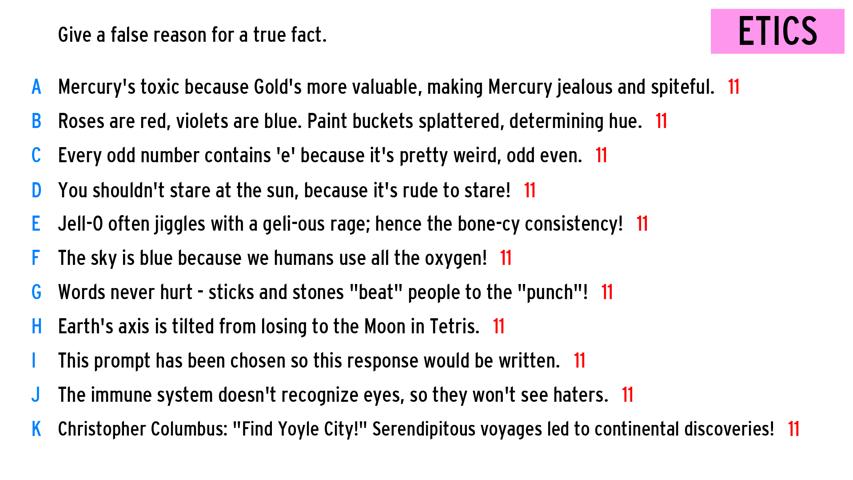 Give a false reason for a true fact.
ETICS
A Mercury's toxic because Gold's more valuable, making Mercury jealous and spiteful. 11
B Roses are red, violets are blue. Paint buckets splattered, determining hue. 11
C Every odd number contains 'e' because it's pretty weird, odd even. 11
D You shouldn't stare at the sun, because it's rude to stare! 11
E Jell-O often jiggles with a geli-ous rage; hence the bone-cy consistency! 11
F The sky is blue because we humans use all the oxygen! 11
G Words never hurt - sticks and stones "beat" people to the "punch"! 11
H Earth's axis is tilted from losing to the Moon in Tetris. 11
I This prompt has been chosen so this response would be written. 11
J The immune system doesn't recognize eyes, so they won't see haters. 11
K Christopher Columbus: "Find Yoyle City!" Serendipitous voyages led to continental discoveries! 11